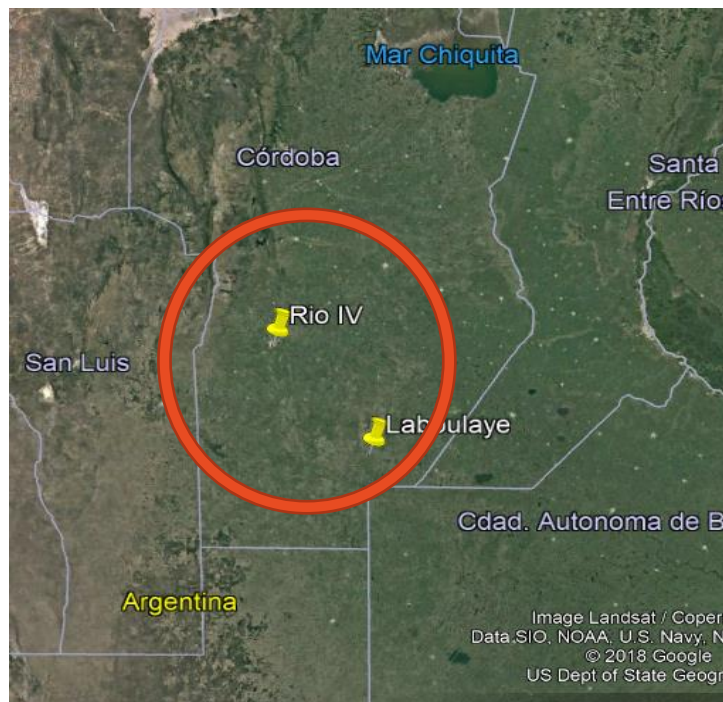 Mar Chiquita
Córdoba
Santa
Entre Ríos
Rio IV
San Luis
Laboulaye
Cdad. Autonoma de B
Argentina
Image Landsat / Coper
Data SIO, NOAA, U.S. Navy, N
© 2018 Google
US Dept of State Geogr